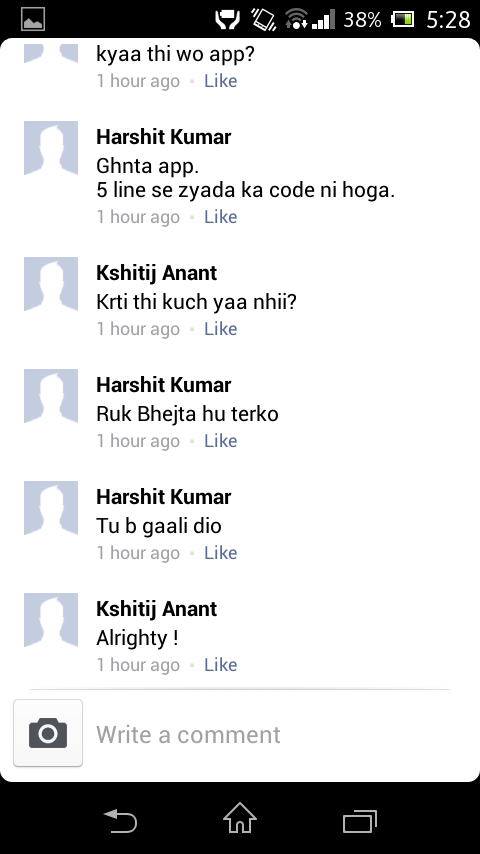 38% 5:28
kyaa thi wo app?
1 hour ago • Like
Harshit Kumar
Ghnta app.
5 line se zyada ka code ni hoga.
1 hour ago • Like
Kshitij Anant
Krti thi kuch yaa nhii?
1 hour ago • Like
Harshit Kumar
Ruk Bhejta hu terko
1 hour ago • Like
Harshit Kumar
Tu b gaali dio
1 hour ago • Like
Kshitij Anant
Alrighty !
1 hour ago • Like
Write a comment